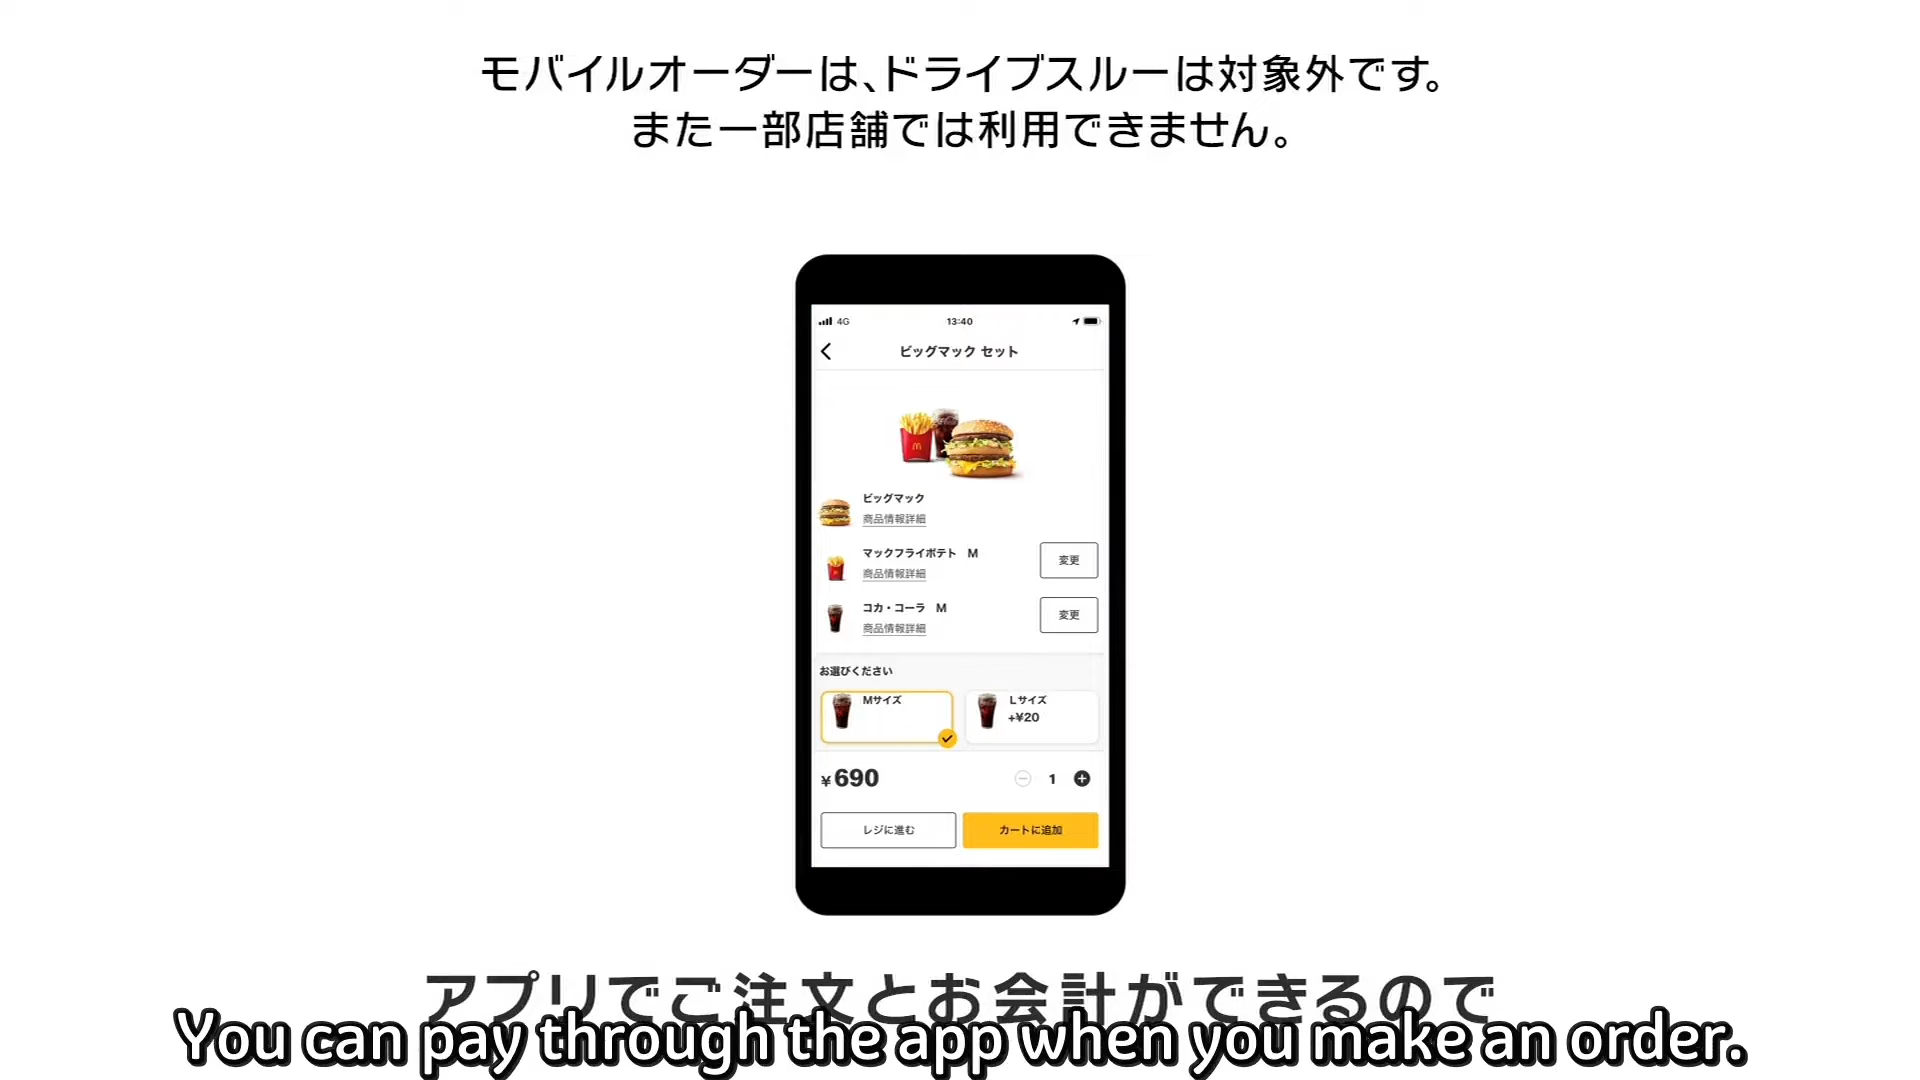 モバイルオーダーは、ドライブスルーは対象外です。
また一部店舗では利用できません。
4G 13:40
ビッグマック セット
ビッグマック
商品情報詳細
マックフライポテト M
変更
商品情報詳細
コカ・コーラ M
変更
商品情報詳細
お選びください
Mサイズ
Lサイズ
+¥20
¥690
1
レジに進む
カートに追加
アプリでご注文とお会計ができるので
You can pay through the app when you make an order.